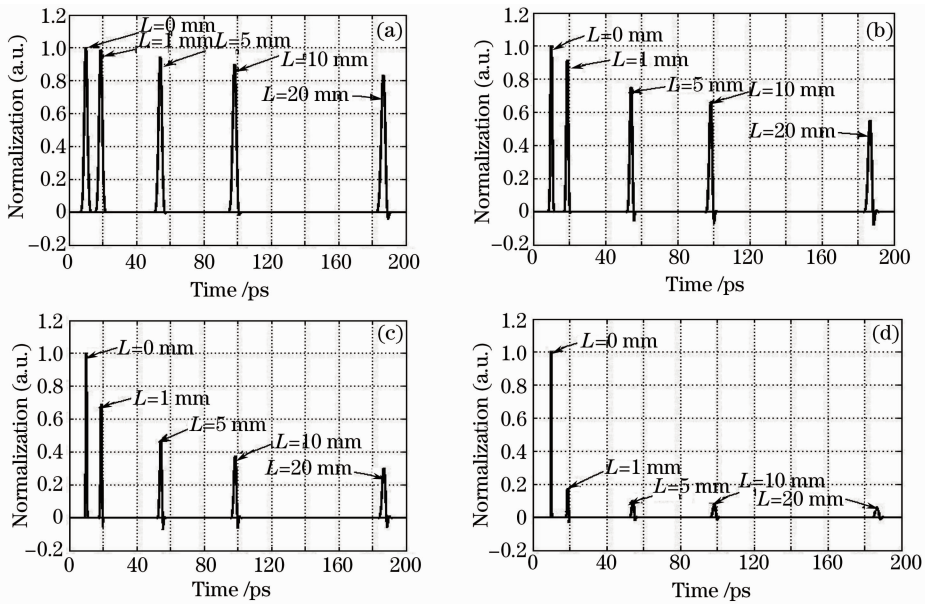 1.2
1.0
0.8
0.6
0.4
0.2
0
−0.2
Normalization (a.u.)
L=0 mm
L=1 mm
L=5 mm
L=10 mm
L=20 mm
(a)
0 40 80 120 160 200
Time /ps
1.2
1.0
0.8
0.6
0.4
0.2
0
−0.2
Normalization (a.u.)
L=0 mm
L=1 mm
L=5 mm
L=10 mm
L=20 mm
(b)
0 40 80 120 160 200
Time /ps
1.2
1.0
0.8
0.6
0.4
0.2
0
−0.2
Normalization (a.u.)
L=0 mm
L=1 mm
L=5 mm
L=10 mm
L=20 mm
(c)
0 40 80 120 160 200
Time /ps
1.2
1.0
0.8
0.6
0.4
0.2
0
−0.2
Normalization (a.u.)
L=0 mm
L=1 mm
L=5 mm
L=10 mm
L=20 mm
(d)
0 40 80 120 160 200
Time /ps